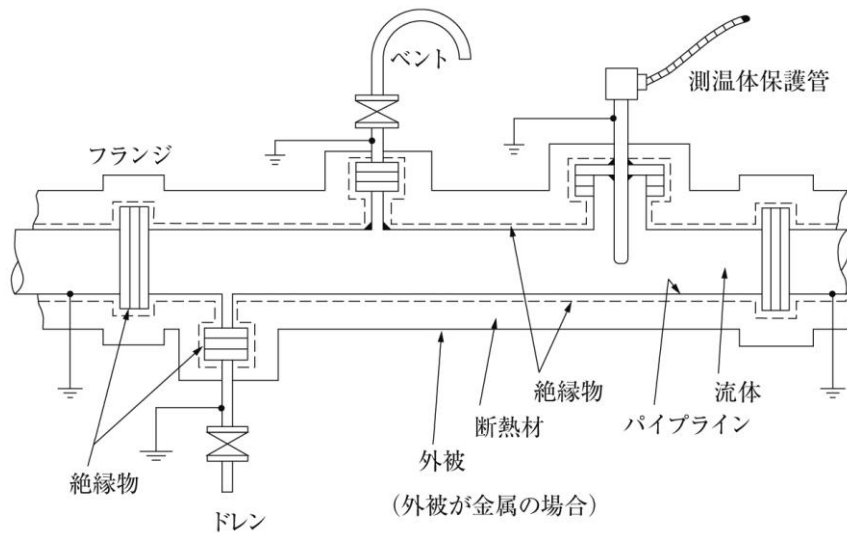 ベント
測温体保護管
フランジ
絶縁物
流体
パイプライン
断熱材
外被
絶縁物
(外被が金属の場合)
ドレン